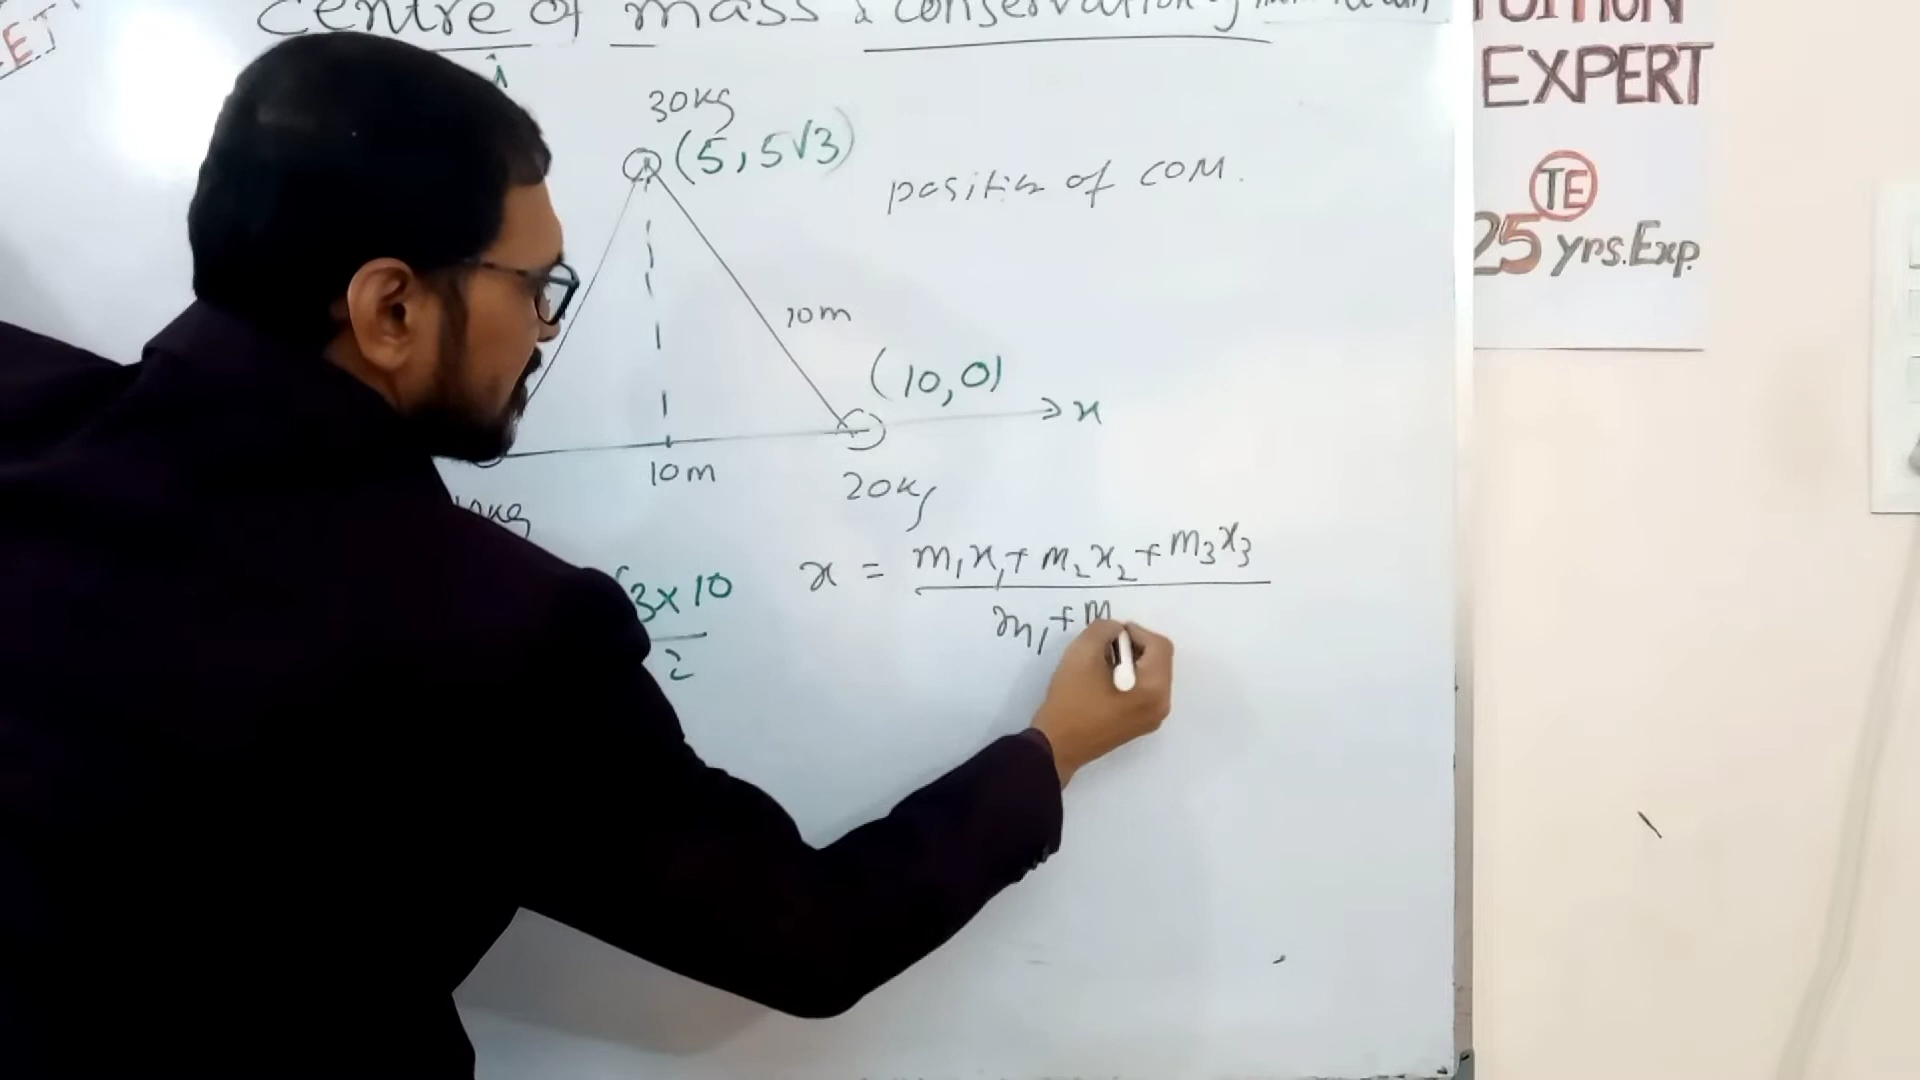 Centre of mass & conservation of
30kg
(5, 5√3)
position of COM.
10m
(10,0)
x
10m
20kg
x = m₁x₁ + m₂x₂ + m₃x₃
m₁ + m
3 x 10
2
EXPERT
TE
25 yrs. Exp.